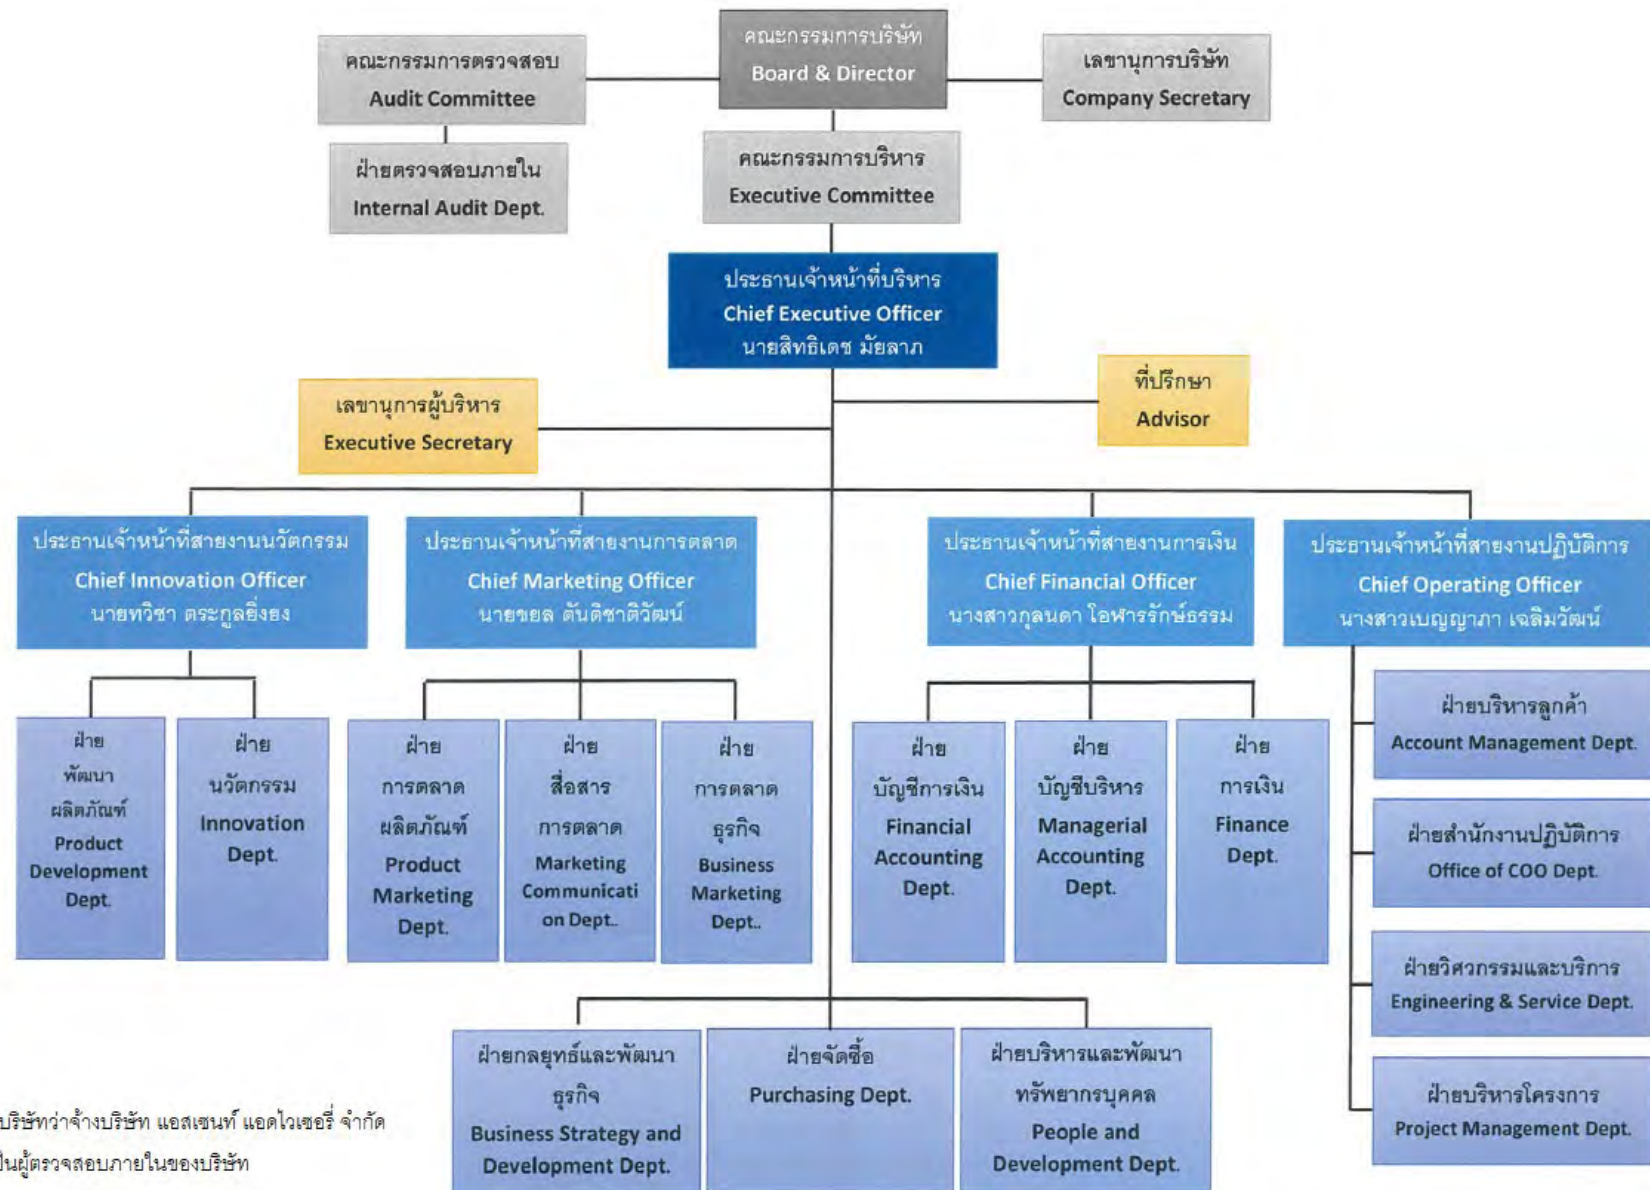 คณะกรรมการบริษัท
Board & Director
คณะกรรมการตรวจสอบ
Audit Committee
เลขานุการบริษัท
Company Secretary
ฝ่ายตรวจสอบภายใน
Internal Audit Dept.
คณะกรรมการบริหาร
Executive Committee
ประธานเจ้าหน้าที่บริหาร
Chief Executive Officer
นายสิทธิเดช มัยลาภ
เลขานุการผู้บริหาร
Executive Secretary
ที่ปรึกษา
Advisor
ประธานเจ้าหน้าที่สายงานนวัตกรรม
Chief Innovation Officer
นายทวิชา ตระกูลยิ่งยง
ประธานเจ้าหน้าที่สายงานการตลาด
Chief Marketing Officer
นายขยล ตันติชาติวัฒน์
ประธานเจ้าหน้าที่สายงานการเงิน
Chief Financial Officer
นางสาวกุลนดา โอฬารรักษ์ธรรม
ประธานเจ้าหน้าที่สายงานปฏิบัติการ
Chief Operating Officer
นางสาวเบญญาภา เฉลิมวัฒน์
ฝ่าย
พัฒนา
ผลิตภัณฑ์
Product
Development
Dept.
ฝ่าย
นวัตกรรม
Innovation
Dept.
ฝ่าย
การตลาด
ผลิตภัณฑ์
Product
Marketing
Dept.
ฝ่าย
สื่อสาร
การตลาด
Marketing
Communicati
on Dept..
ฝ่าย
การตลาด
ธุรกิจ
Business
Marketing
Dept..
ฝ่าย
บัญชีการเงิน
Financial
Accounting
Dept.
ฝ่าย
บัญชีบริหาร
Managerial
Accounting
Dept.
ฝ่าย
การเงิน
Finance
Dept.
ฝ่ายบริหารลูกค้า
Account Management Dept.
ฝ่ายสำนักงานปฏิบัติการ
Office of COO Dept.
ฝ่ายวิศวกรรมและบริการ
Engineering & Service Dept.
ฝ่ายบริหารโครงการ
Project Management Dept.
ฝ่ายกลยุทธ์และพัฒนา
ธุรกิจ
Business Strategy and
Development Dept.
ฝ่ายจัดซื้อ
Purchasing Dept.
ฝ่ายบริหารและพัฒนา
ทรัพยากรบุคคล
People and
Development Dept.
บริษัทว่าจ้างบริษัท แอสเซนท์ แอดไวเซอรี่ จำกัด
เป็นผู้ตรวจสอบภายในของบริษัท